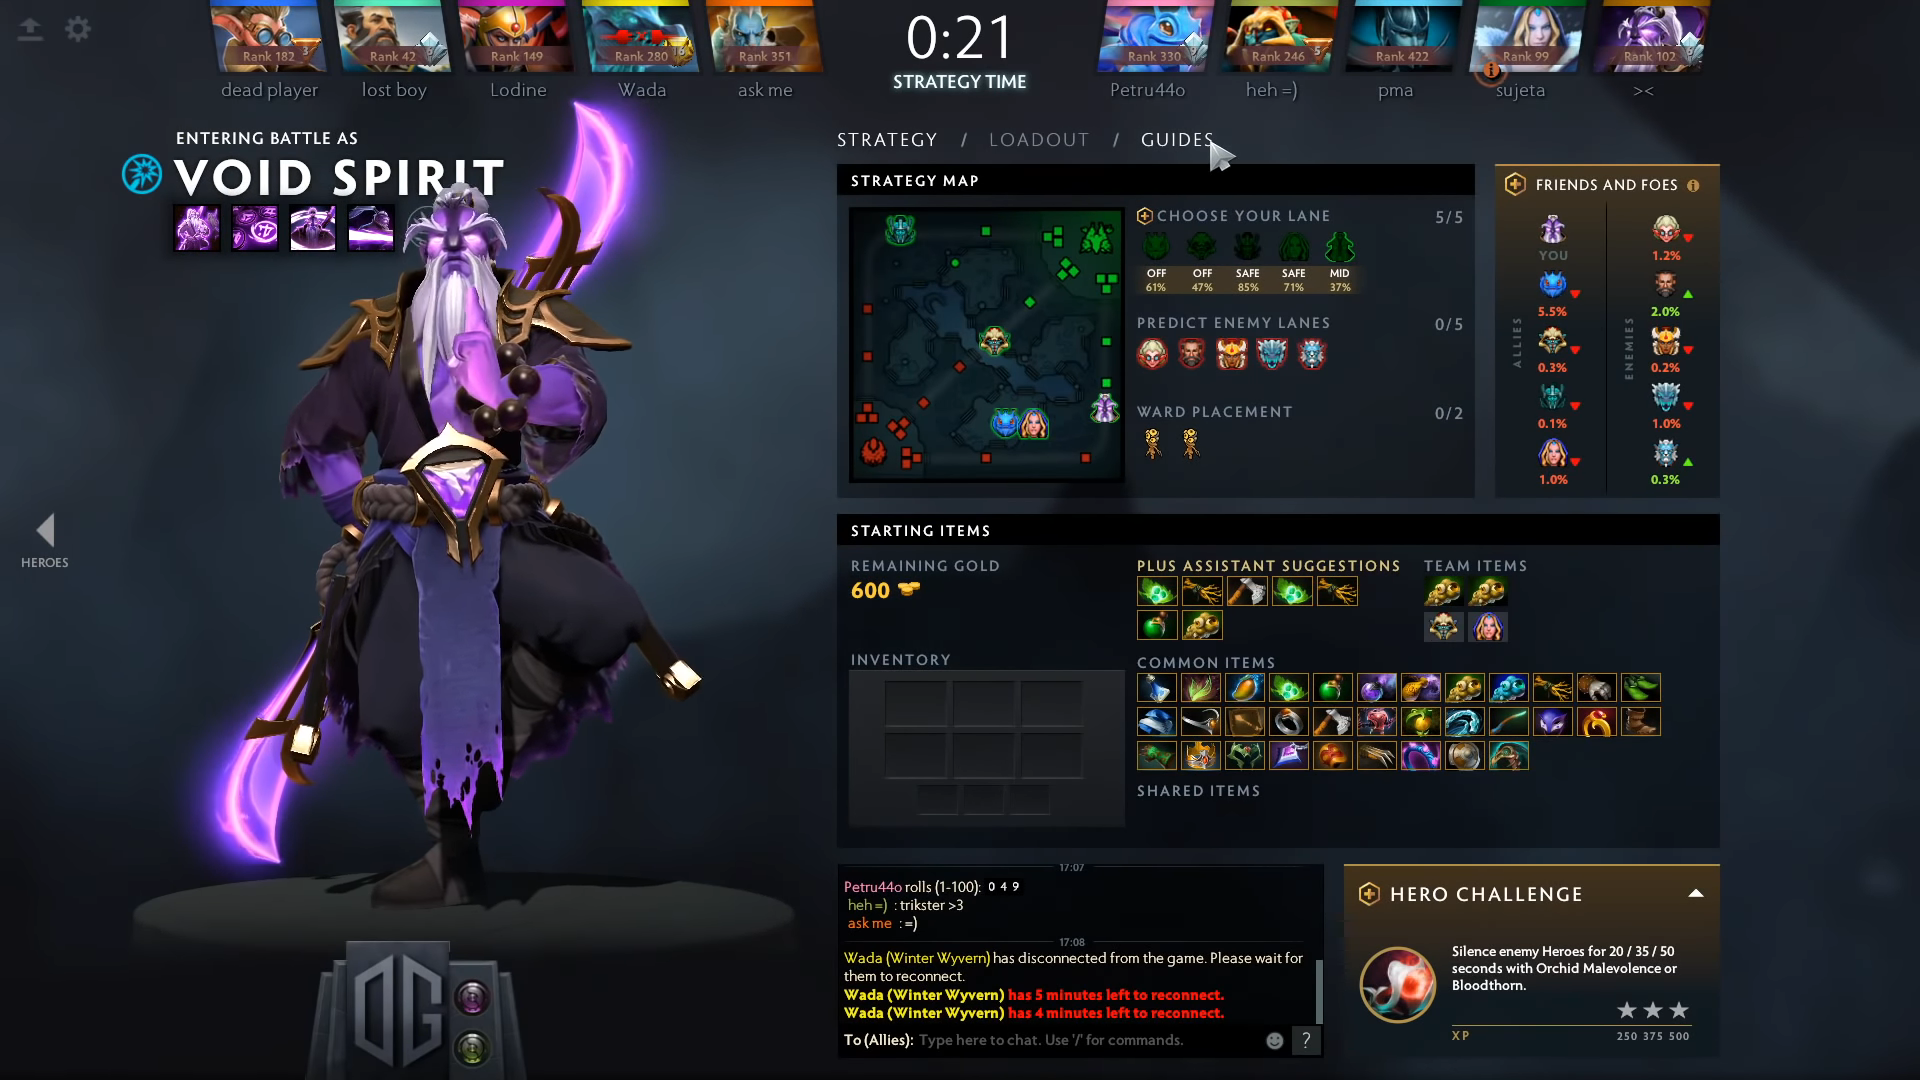 Rank 182 3
Rank 42
Rank 149
Rank 280
Rank 351
0:21
STRATEGY TIME
Rank 330
Rank 246 5
Rank 422
Rank 99
Rank 102
dead player
lost boy
Lodine
Wada
ask me
Petru44o
heh =)
pma
sujeta
><
ENTERING BATTLE AS
VOID SPIRIT
STRATEGY / LOADOUT / GUIDES
STRATEGY MAP
CHOOSE YOUR LANE 5/5
OFF OFF SAFE SAFE MID
61% 47% 85% 71% 37%
PREDICT ENEMY LANES 0/5
WARD PLACEMENT 0/2
FRIENDS AND FOES
YOU 1.2%
5.5% 2.0%
ALLIES
ENEMIES
0.3% 0.2%
0.1% 1.0%
1.0% 0.3%
HEROES
STARTING ITEMS
REMAINING GOLD
600
INVENTORY
PLUS ASSISTANT SUGGESTIONS
TEAM ITEMS
COMMON ITEMS
SHARED ITEMS
17:07
Petru44o rolls (1-100): 0 4 9
heh =) : trikster >3
ask me : =)
17:08
Wada (Winter Wyvern) has disconnected from the game. Please wait for
them to reconnect.
Wada (Winter Wyvern) has 5 minutes left to reconnect.
Wada (Winter Wyvern) has 4 minutes left to reconnect.
To (Allies): Type here to chat. Use '/' for commands.
?
HERO CHALLENGE
Silence enemy Heroes for 20 / 35 / 50
seconds with Orchid Malevolence or
Bloodthorn.
XP 250 375 500
OG